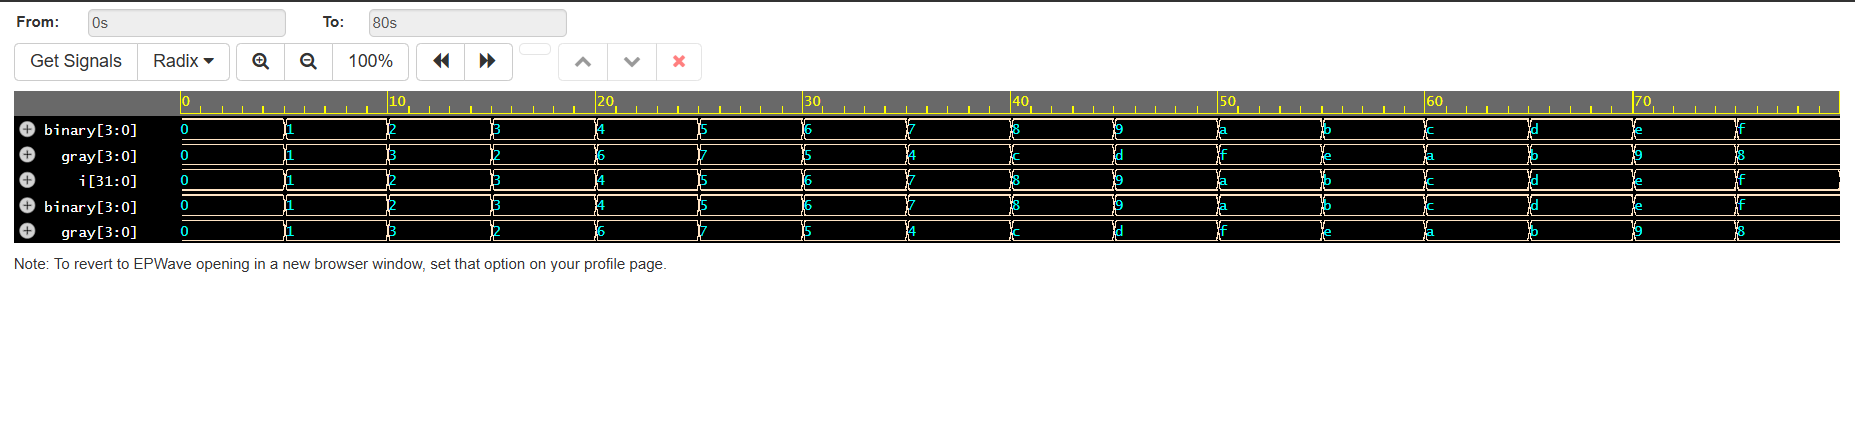 From: 0s To: 80s
Get Signals Radix 100%
0 10 20 30 40 50 60 70
binary[3:0] 0 1 2 3 4 5 6 7 8 9 a b c d e f
gray[3:0] 0 1 3 2 6 7 5 4 c d f e a b 9 8
i[31:0] 0 1 2 3 4 5 6 7 8 9 a b c d e f
binary[3:0] 0 1 2 3 4 5 6 7 8 9 a b c d e f
gray[3:0] 0 1 3 2 6 7 5 4 c d f e a b 9 8
Note: To revert to EPWave opening in a new browser window, set that option on your profile page.